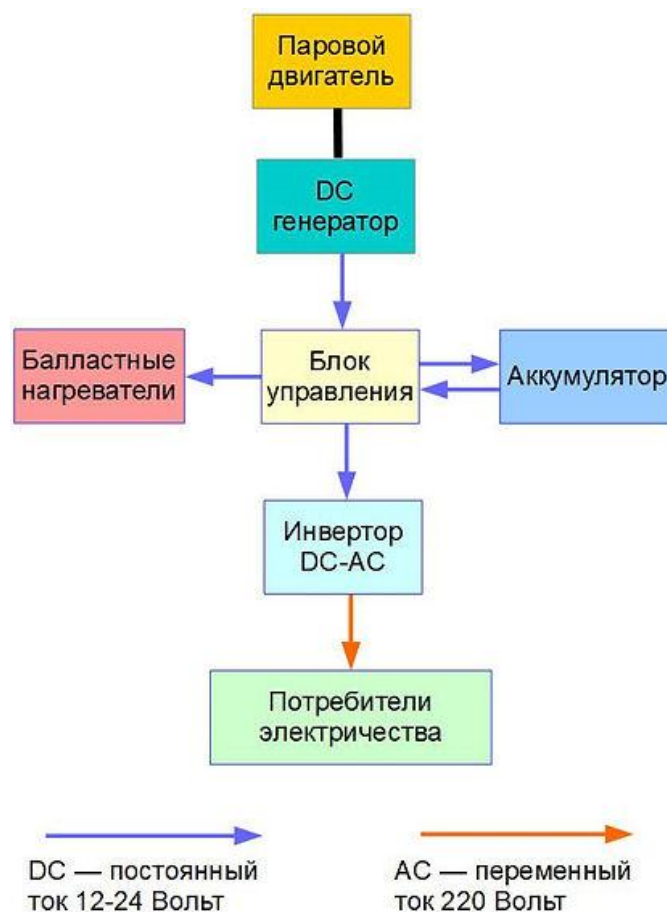 Паровой
двигатель
DC
генератор
Балластные
нагреватели
Блок
управления
Аккумулятор
Инвертор
DC-AC
Потребители
электричества
DC — постоянный
ток 12-24 Вольт
AC — переменный
ток 220 Вольт